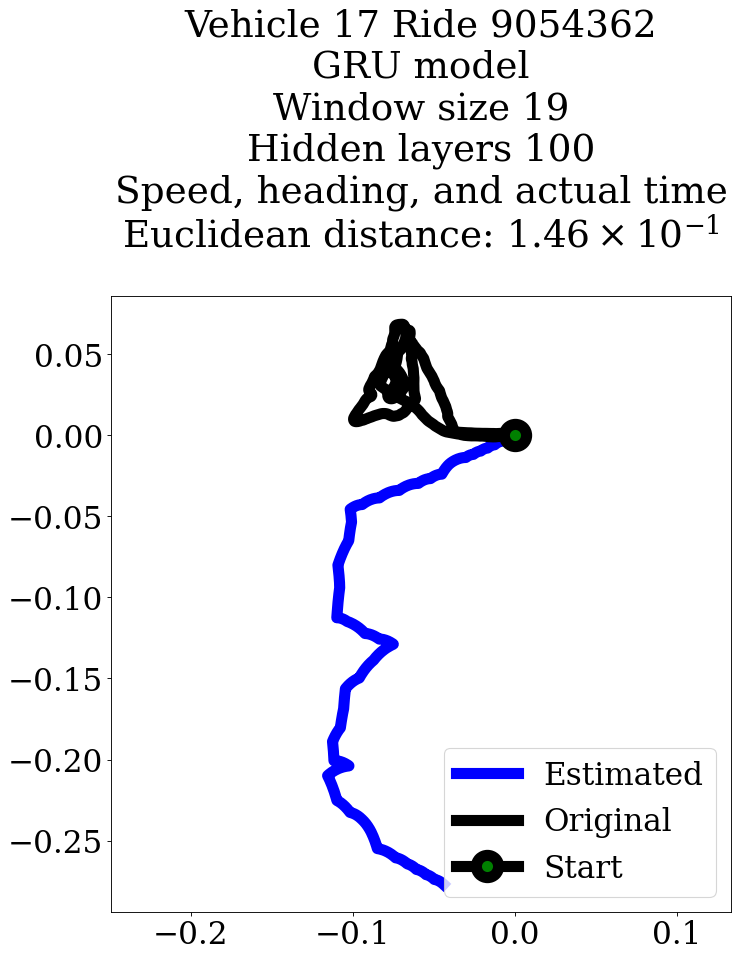 Vehicle 17 Ride 9054362
GRU model
Window size 19
Hidden layers 100
Speed, heading, and actual time
Euclidean distance: 1.46 × 10⁻¹
0.05
0.00
−0.05
−0.10
−0.15
−0.20
−0.25
Estimated
Original
Start
−0.2 −0.1 0.0 0.1